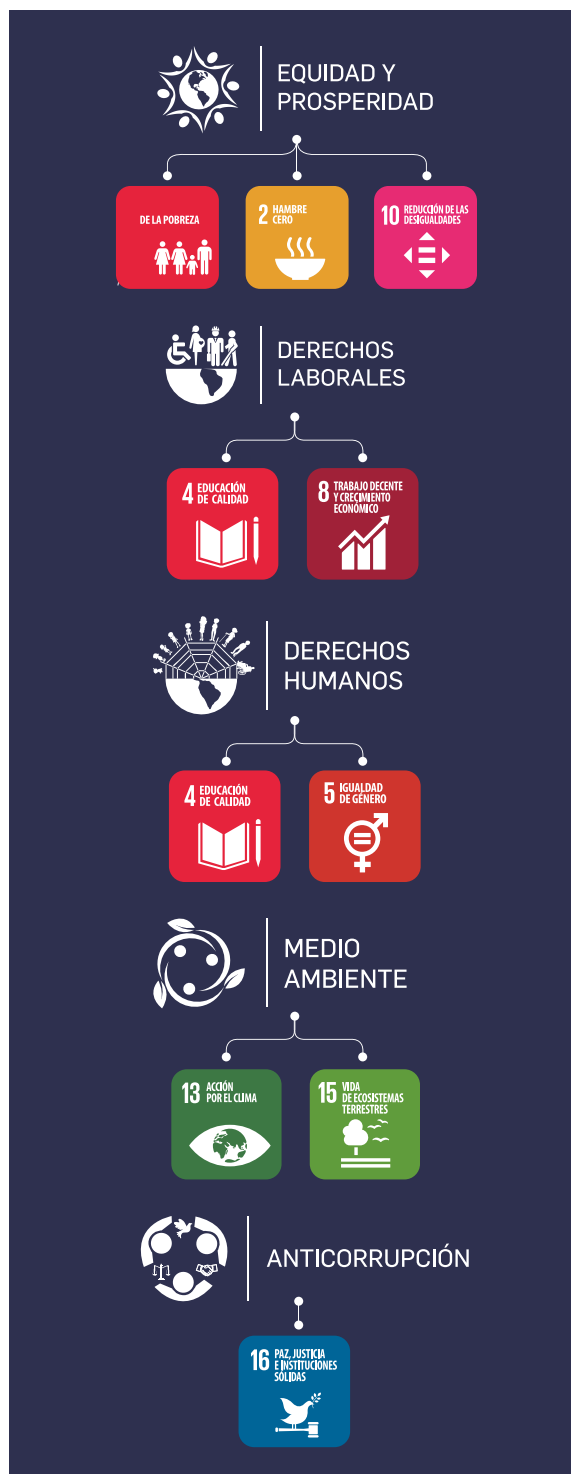 EQUIDAD Y
PROSPERIDAD
DE LA POBREZA
2 HAMBRE
CERO
10 REDUCCIÓN DE LAS
DESIGUALDADES
DERECHOS
LABORALES
4 EDUCACIÓN
DE CALIDAD
8 TRABAJO DECENTE
Y CRECIMIENTO
ECONÓMICO
DERECHOS
HUMANOS
4 EDUCACIÓN
DE CALIDAD
5 IGUALDAD
DE GÉNERO
MEDIO
AMBIENTE
13 ACCIÓN
POR EL CLIMA
15 VIDA
DE ECOSISTEMAS
TERRESTRES
ANTICORRUPCIÓN
16 PAZ, JUSTICIA
E INSTITUCIONES
SÓLIDAS